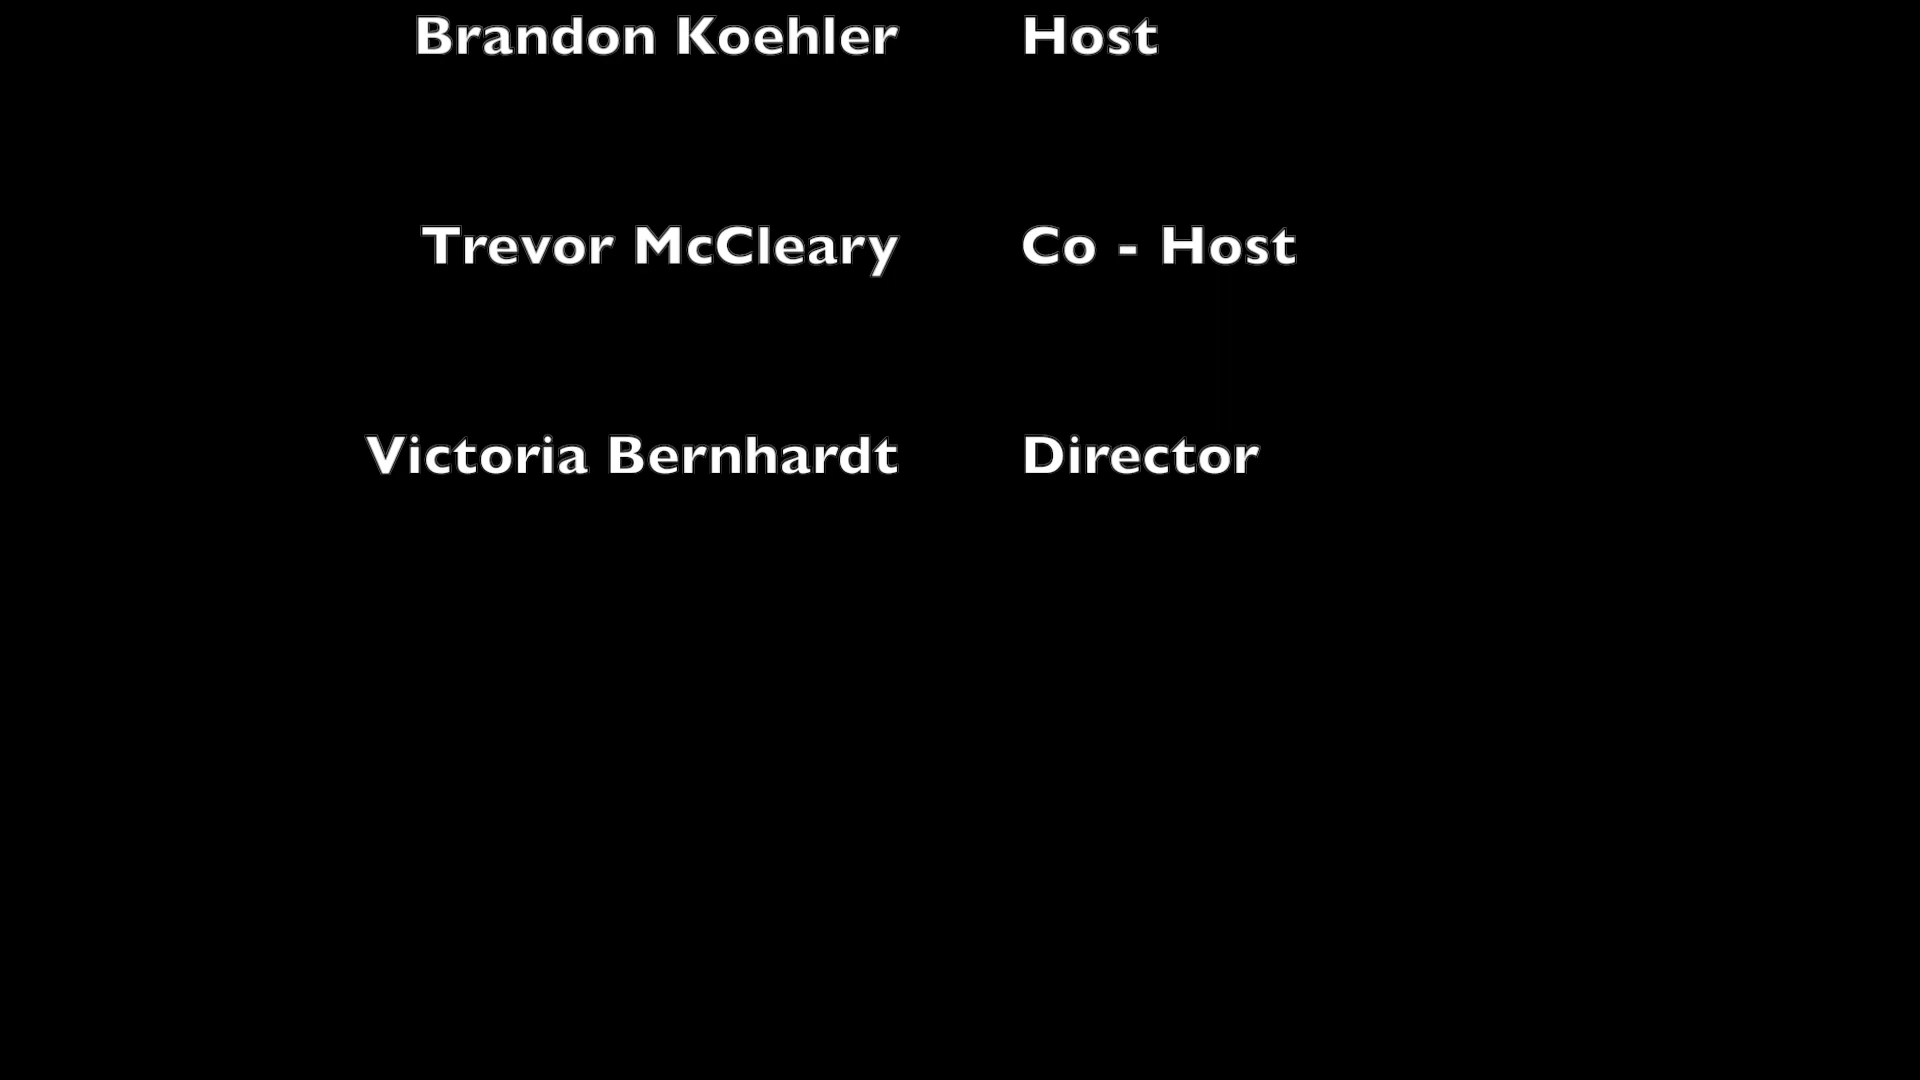 Brandon Koehler Host
Trevor McCleary Co - Host
Victoria Bernhardt Director